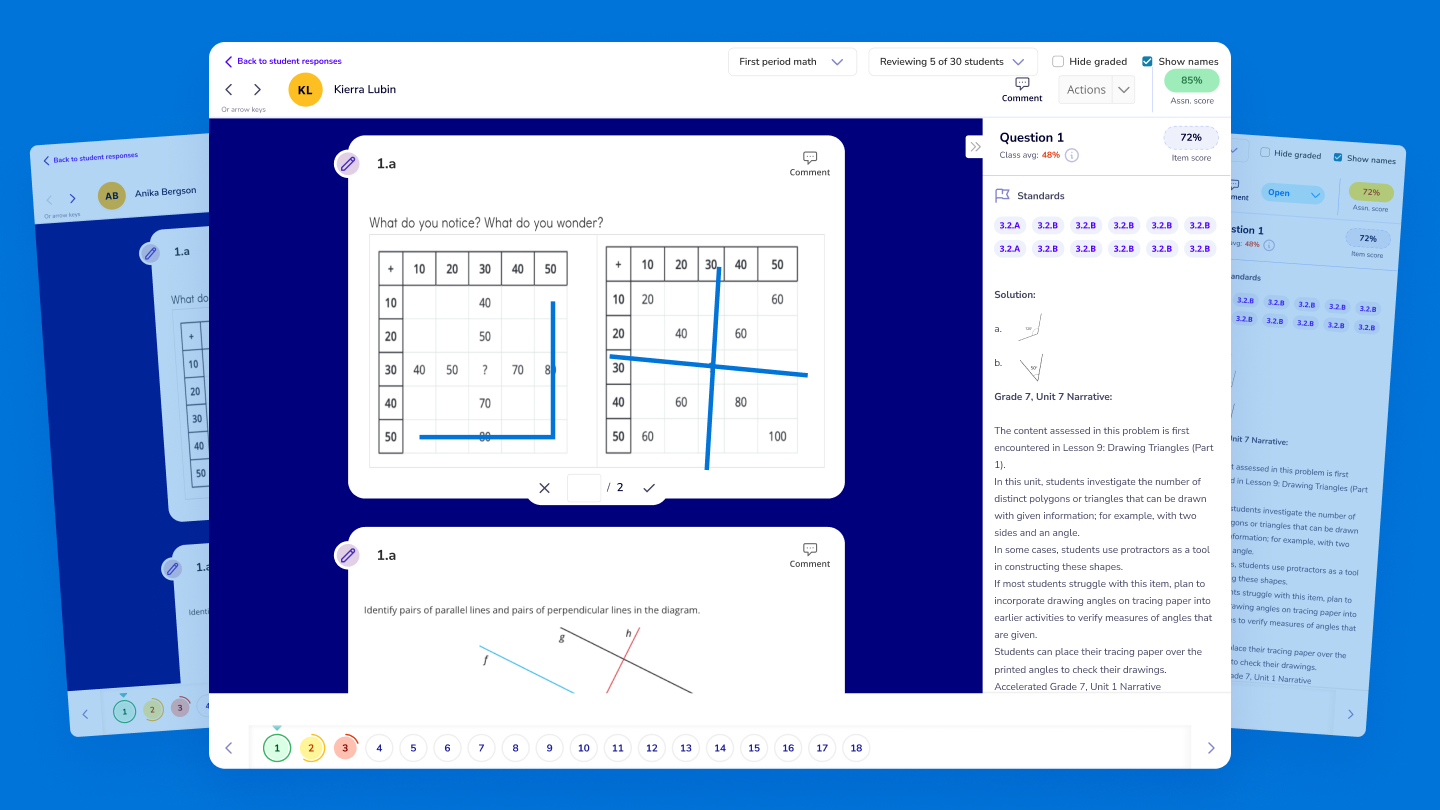 Back to student responses
First period math
Reviewing 5 of 30 students
Hide graded
Show names
KL
Kierra Lubin
Or arrow keys
Comment
Actions
85%
Assn. score
1.a
Comment
What do you notice? What do you wonder?
+ 10 20 30 40 50
10 40
20 50
30 40 50 ? 70 80
40 70
50 80
+ 10 20 30 40 50
10 20 60
20 40 60
30
40 60 80
50 60 100
/ 2
1.a
Comment
Identify pairs of parallel lines and pairs of perpendicular lines in the diagram.
f
g
h
Question 1
Class avg: 48%
72%
Item score
Standards
3.2.A 3.2.B 3.2.B 3.2.B 3.2.B 3.2.B
3.2.A 3.2.B 3.2.B 3.2.B 3.2.B 3.2.B
Solution:
a.
b.
Grade 7, Unit 7 Narrative:
The content assessed in this problem is first
encountered in Lesson 9: Drawing Triangles (Part
1).
In this unit, students investigate the number of
distinct polygons or triangles that can be drawn
with given information; for example, with two
sides and an angle.
In some cases, students use protractors as a tool
in constructing these shapes.
If most students struggle with this item, plan to
incorporate drawing angles on tracing paper into
earlier activities to verify measures of angles that
are given.
Students can place their tracing paper over the
printed angles to check their drawings.
Accelerated Grade 7, Unit 1 Narrative
1 2 3 4 5 6 7 8 9 10 11 12 13 14 15 16 17 18
Back to student responses
AB
Anika Bergson
Or arrow keys
1.a
What do
+
10
20
30
40
50
1.a
Identi
1 2 3 4
Hide graded
Show names
ment
Open
72%
Assn. score
stion 1
avg: 48%
72%
Item score
andards
3.2.B 3.2.B 3.2.B 3.2.B 3.2.B
3.2.B 3.2.B 3.2.B 3.2.B 3.2.B
Unit 7 Narrative:
t assessed in this problem is first
d in Lesson 9: Drawing Triangles (Part
students investigate the number of
gons or triangles that can be drawn
formation; for example, with two
angle.
s, students use protractors as a tool
g these shapes.
nts struggle with this item, plan to
rawing angles on tracing paper into
es to verify measures of angles that
place their tracing paper over the
to check their drawings.
ade 7, Unit 1 Narrative